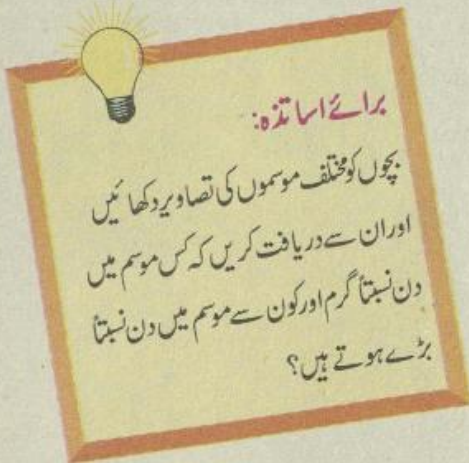 برائے اساتذہ:
بچوں کو مختلف موسموں کی تصاویر دکھائیں
اور ان سے دریافت کریں کہ کس موسم میں
دن نسبتاً گرم اور کون سے موسم میں دن نسبتاً
بڑے ہوتے ہیں؟